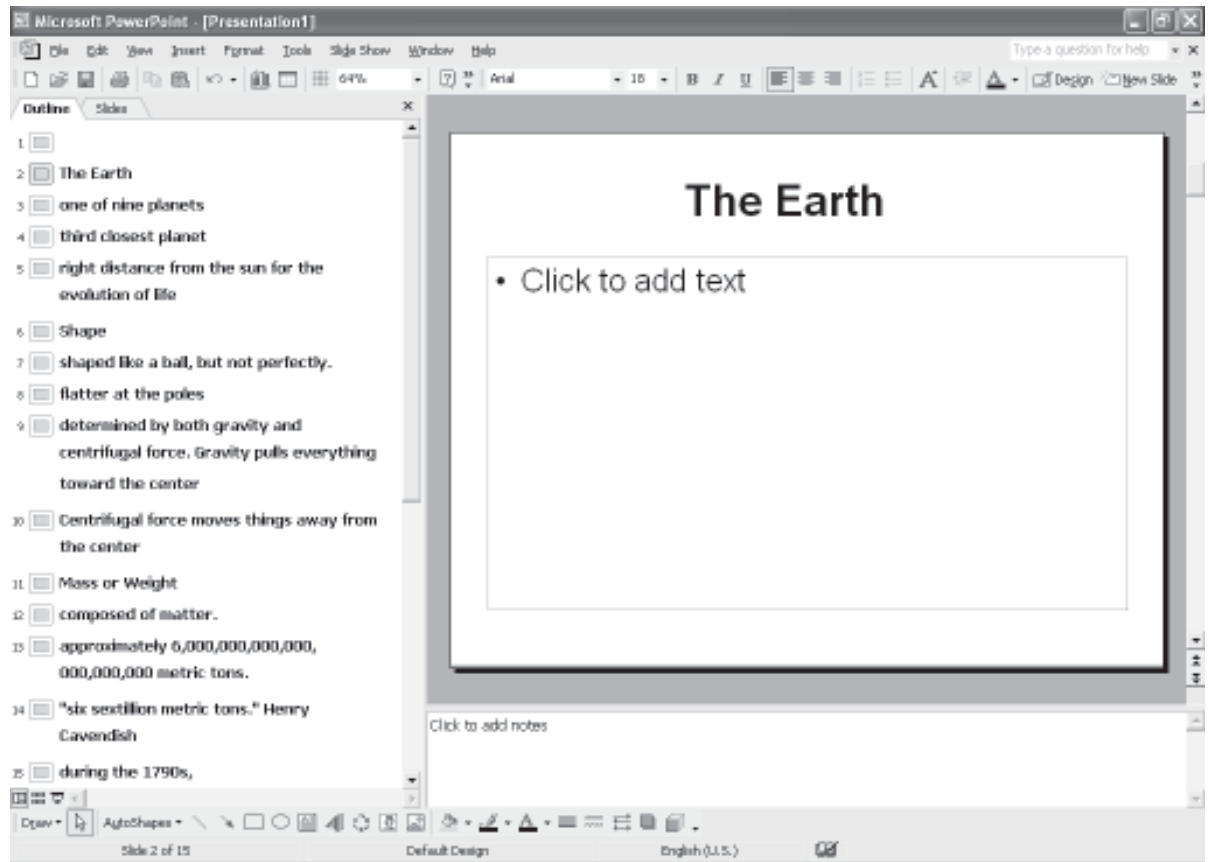 Microsoft PowerPoint - [Presentation1]
File Edit View Insert Format Tools Slide Show Window Help
Type a question for help
64%
Arial
18
B I U
A
A
Design
New Slide
Outline
Slides
1
2 The Earth
3 one of nine planets
4 third closest planet
5 right distance from the sun for the
evolution of life
6 Shape
7 shaped like a ball, but not perfectly.
8 flatter at the poles
9 determined by both gravity and
centrifugal force. Gravity pulls everything
toward the center
10 Centrifugal force moves things away from
the center
11 Mass or Weight
12 composed of matter.
13 approximately 6,000,000,000,000,
000,000,000 metric tons.
14 "six sextillion metric tons." Henry
Cavendish
15 during the 1790s,
The Earth
• Click to add text
Click to add notes
Draw
AutoShapes
A
Slide 2 of 15
Default Design
English (U.S.)